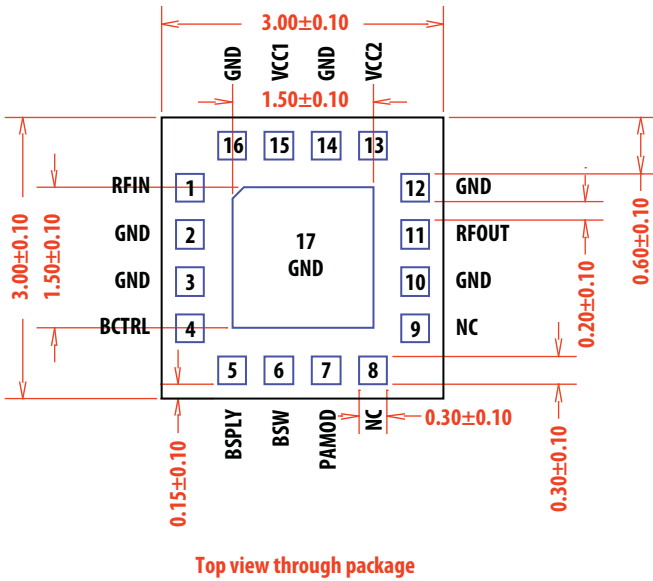 3.00±0.10
GND
VCC1
GND
VCC2
1.50±0.10
16
15
14
13
RFIN
1
12
GND
GND
2
11
RFOUT
17
GND
GND
3
10
GND
BCTRL
4
9
NC
5
6
7
8
BSPLY
BSW
PAMOD
NC
3.00±0.10
1.50±0.10
0.60±0.10
0.20±0.10
0.30±0.10
0.30±0.10
0.15±0.10
Top view through package